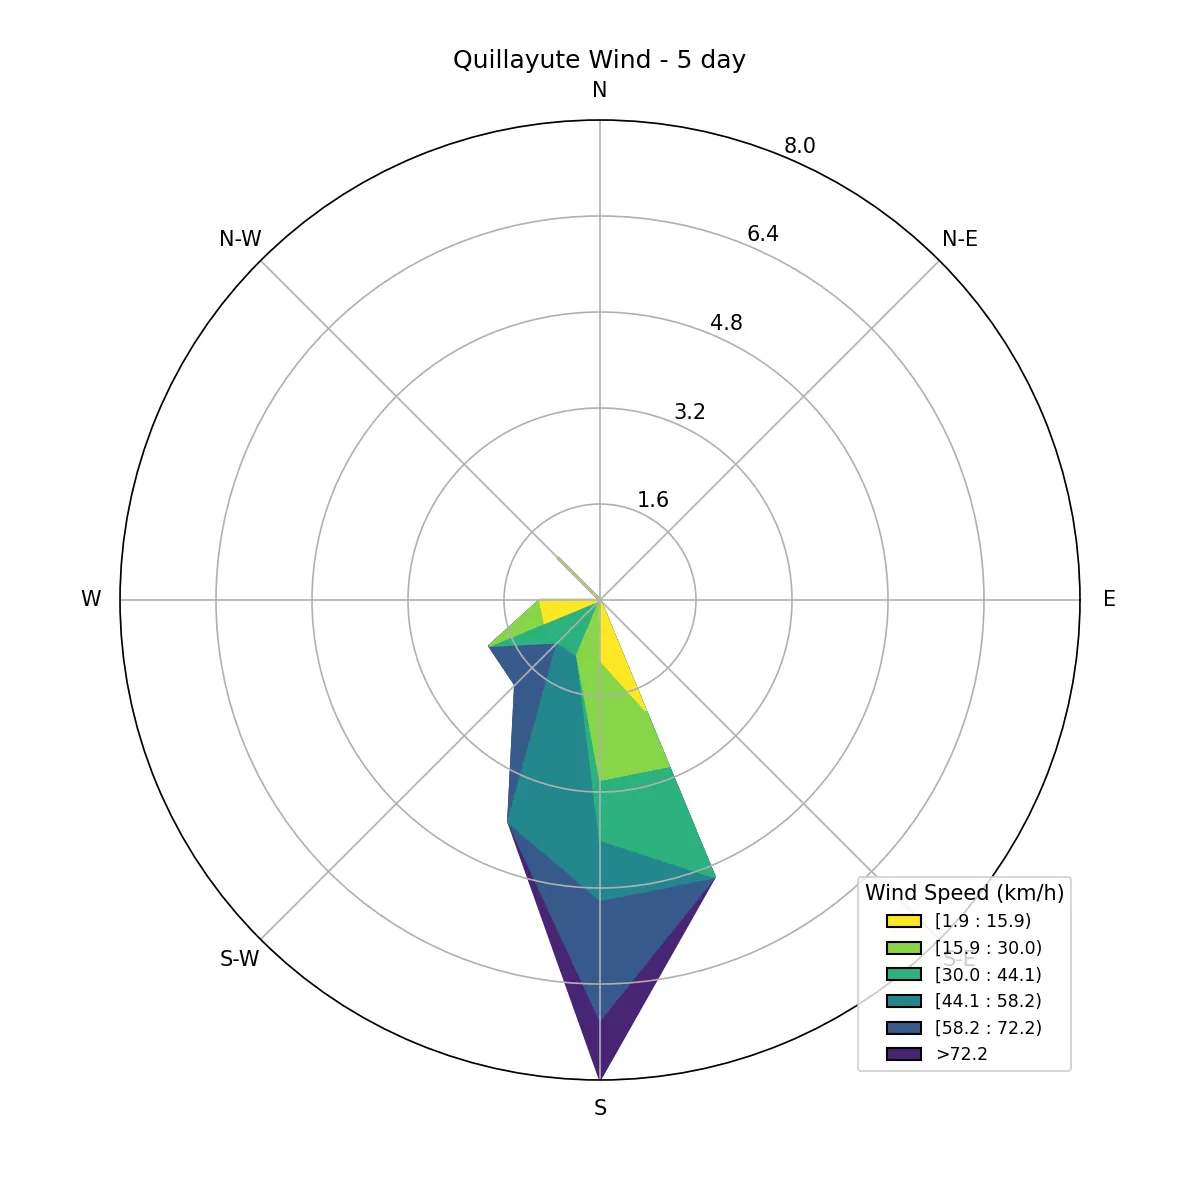 Quillayute Wind - 5 day
N
8.0
N-W
N-E
6.4
4.8
3.2
1.6
W
E
Wind Speed (km/h)
[1.9 : 15.9)
[15.9 : 30.0)
S-W
S-E
[30.0 : 44.1)
[44.1 : 58.2)
[58.2 : 72.2)
>72.2
S